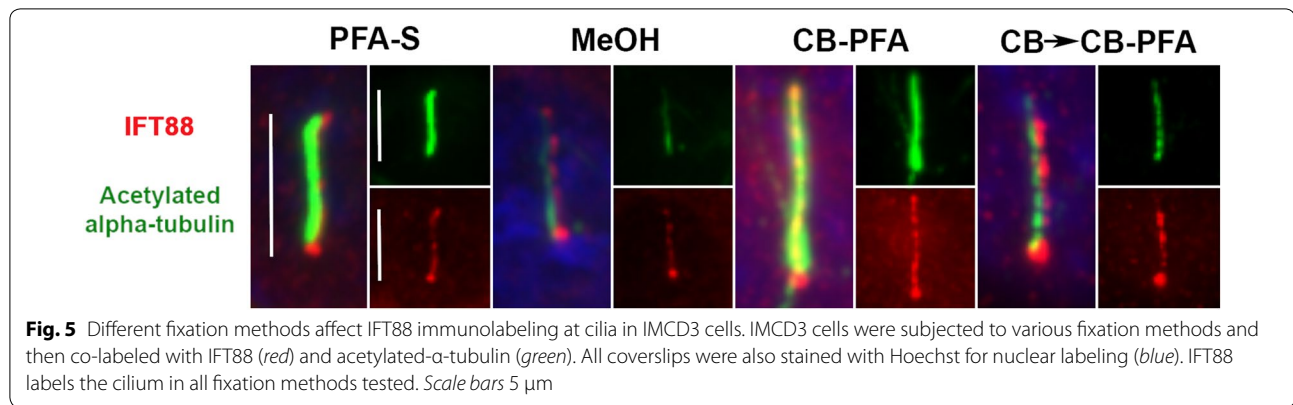 PFA-S MeOH CB-PFA CB→CB-PFA
IFT88
Acetylated
alpha-tubulin
Fig. 5 Different fixation methods affect IFT88 immunolabeling at cilia in IMCD3 cells. IMCD3 cells were subjected to various fixation methods and
then co-labeled with IFT88 (red) and acetylated-α-tubulin (green). All coverslips were also stained with Hoechst for nuclear labeling (blue). IFT88
labels the cilium in all fixation methods tested. Scale bars 5 μm